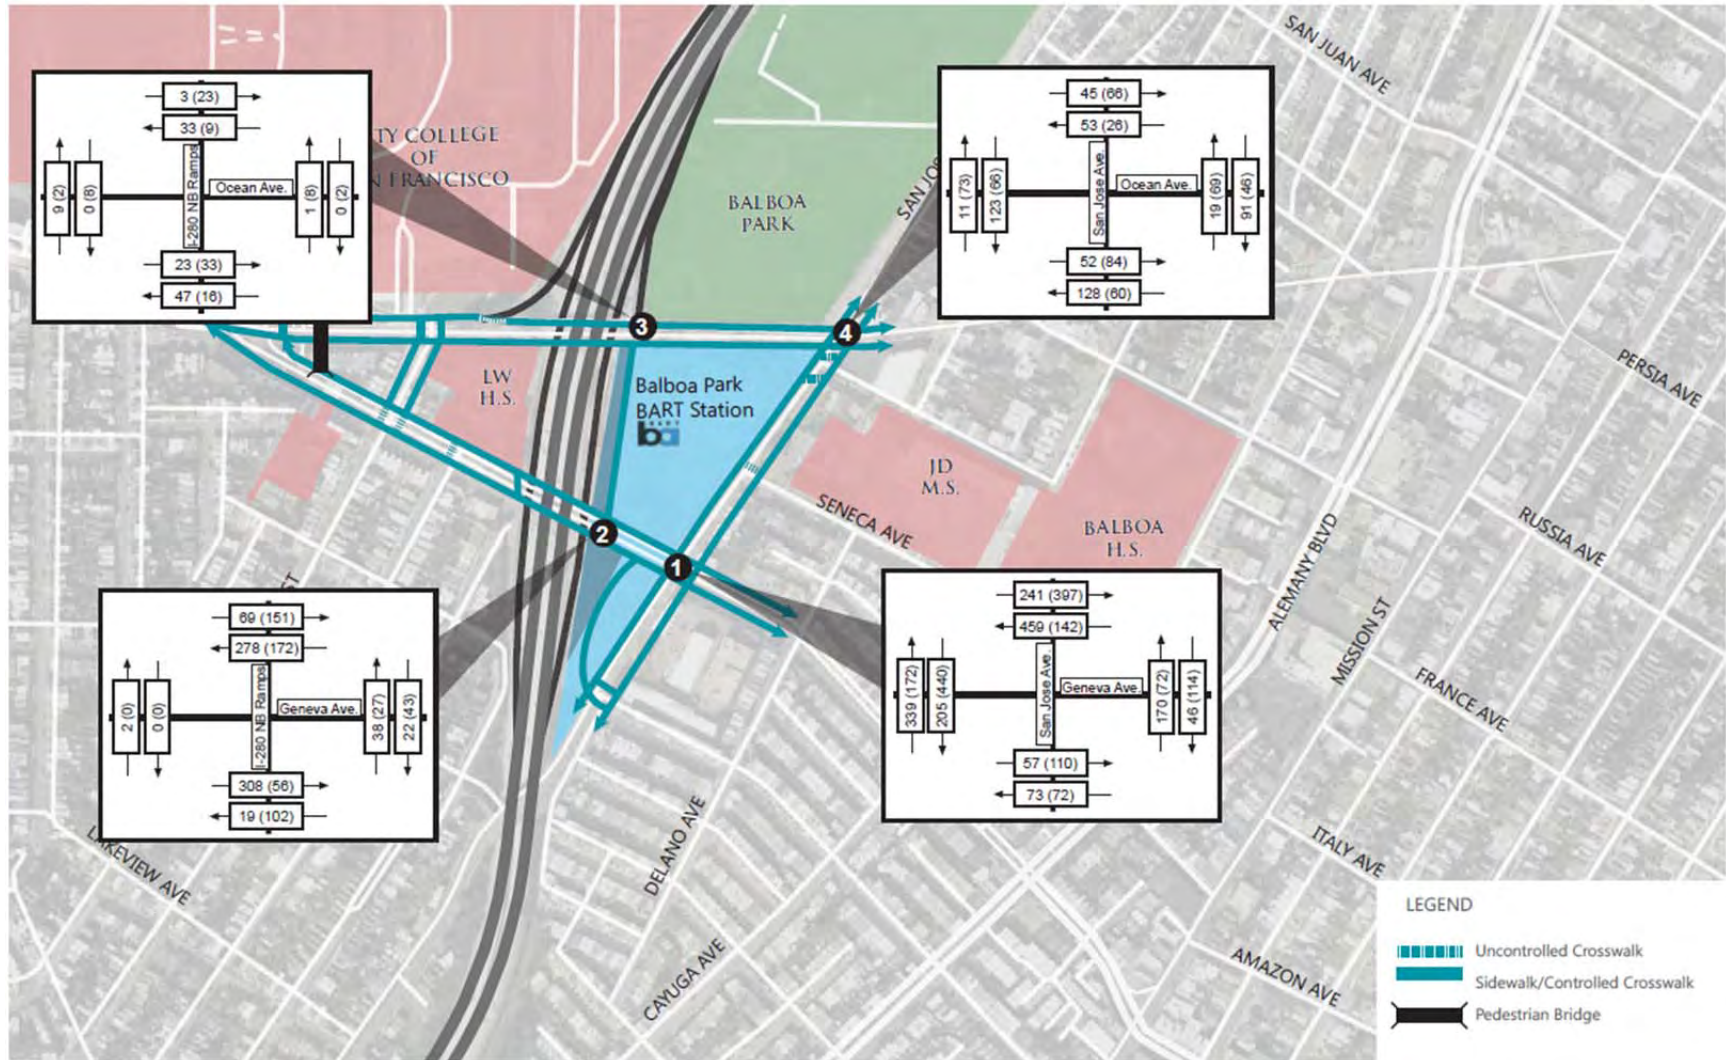 SAN JUAN AVE
3 (23)
33 (9)
9 (2)
0 (8)
I-280 NB Ramps
Ocean Ave.
1 (8)
0 (2)
23 (33)
47 (16)
TY COLLEGE
OF
N FRANCISCO
BALBOA
PARK
SAN JO
45 (66)
53 (26)
11 (73)
123 (66)
San Jose Ave.
Ocean Ave.
19 (69)
91 (46)
52 (84)
128 (60)
3
4
PERSIA AVE
LW
H.S.
Balboa Park
BART Station
BART
ba
JD
M.S.
SENECA AVE
BALBOA
H.S.
RUSSIA AVE
ALEMANY BLVD
2
1
ST
MISSION ST
FRANCE AVE
69 (151)
278 (172)
2 (0)
0 (0)
I-280 NB Ramps
Geneva Ave.
38 (27)
22 (43)
308 (56)
19 (102)
241 (397)
459 (142)
339 (172)
205 (440)
San Jose Ave.
Geneva Ave.
170 (72)
46 (114)
57 (110)
73 (72)
LAKEVIEW AVE
DELANO AVE
ITALY AVE
CAYUGA AVE
AMAZON AVE
LEGEND
Uncontrolled Crosswalk
Sidewalk/Controlled Crosswalk
Pedestrian Bridge